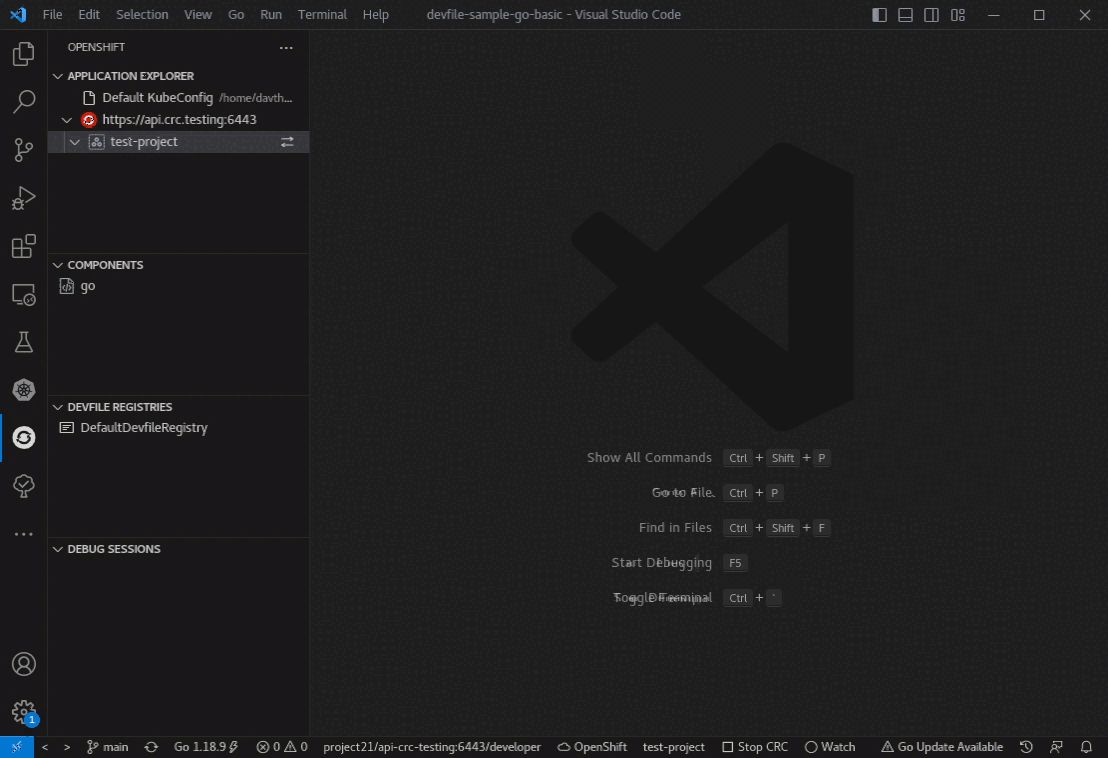 File Edit Selection View Go Run Terminal Help devfile-sample-go-basic - Visual Studio Code
OPENSHIFT
APPLICATION EXPLORER
Default KubeConfig /home/davth...
https://api.crc.testing:6443
test-project
COMPONENTS
go
DEVFILE REGISTRIES
DefaultDevfileRegistry
DEBUG SESSIONS
Show All Commands Ctrl + Shift + P
Go to File Ctrl + P
Find in Files Ctrl + Shift + F
Start Debugging F5
Toggle Terminal Ctrl + `
1
< > main Go 1.18.9 0 0 project21/api-crc-testing:6443/developer OpenShift test-project Stop CRC Watch Go Update Available